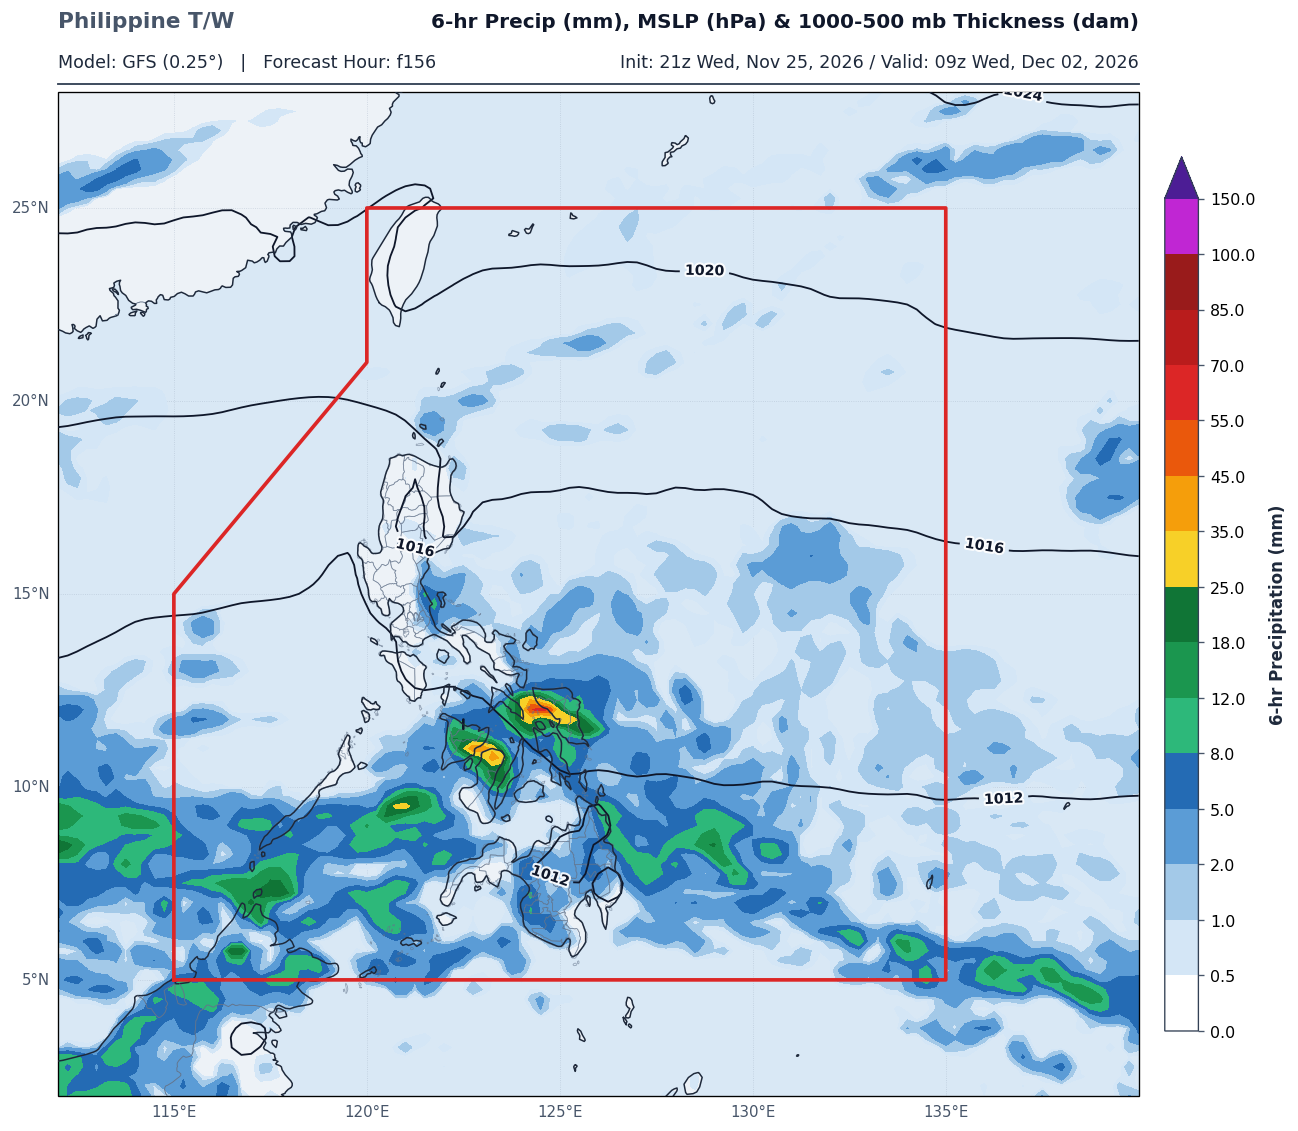 Philippine T/W
6-hr Precip (mm), MSLP (hPa) & 1000-500 mb Thickness (dam)
Model: GFS (0.25°) | Forecast Hour: f156
Init: 21z Wed, Nov 25, 2026 / Valid: 09z Wed, Dec 02, 2026
1024
25°N
1020
20°N
1016
1016
15°N
10°N
1012
1012
5°N
115°E
120°E
125°E
130°E
135°E
150.0
100.0
85.0
70.0
55.0
45.0
35.0
25.0
18.0
12.0
8.0
5.0
2.0
1.0
0.5
0.0
6-hr Precipitation (mm)